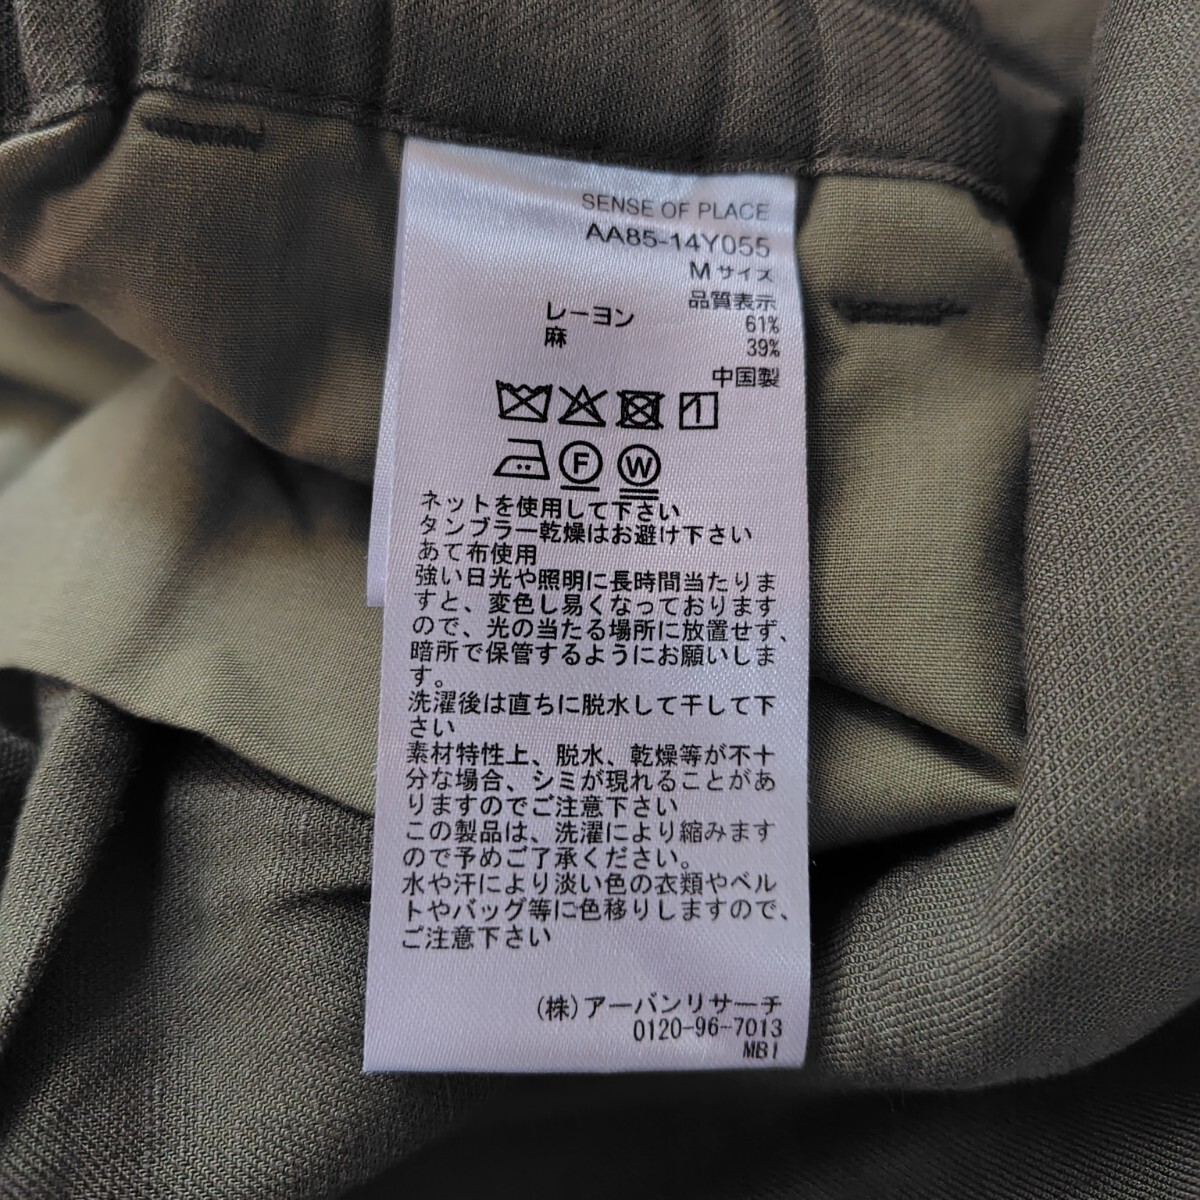 SENSE OF PLACE
AA85-14Y055
Mサイズ
品質表示
レーヨン 61%
麻 39%
中国製
F W
ネットを使用して下さい
タンブラー乾燥はお避け下さい
あて布使用
強い日光や照明に長時間当たりま
すと、変色し易くなっております
ので、光の当たる場所に放置せず、
暗所で保管するようにお願いしま
す。
洗濯後は直ちに脱水して干して下
さい
素材特性上、脱水、乾燥等が不十
分な場合、シミが現れることがあ
りますのでご注意下さい
この製品は、洗濯により縮みます
ので予めご了承ください。
水や汗により淡い色の衣類やベル
トやバッグ等に色移りしますので、
ご注意下さい
(株)アーバンリサーチ
0120-96-7013
MB1